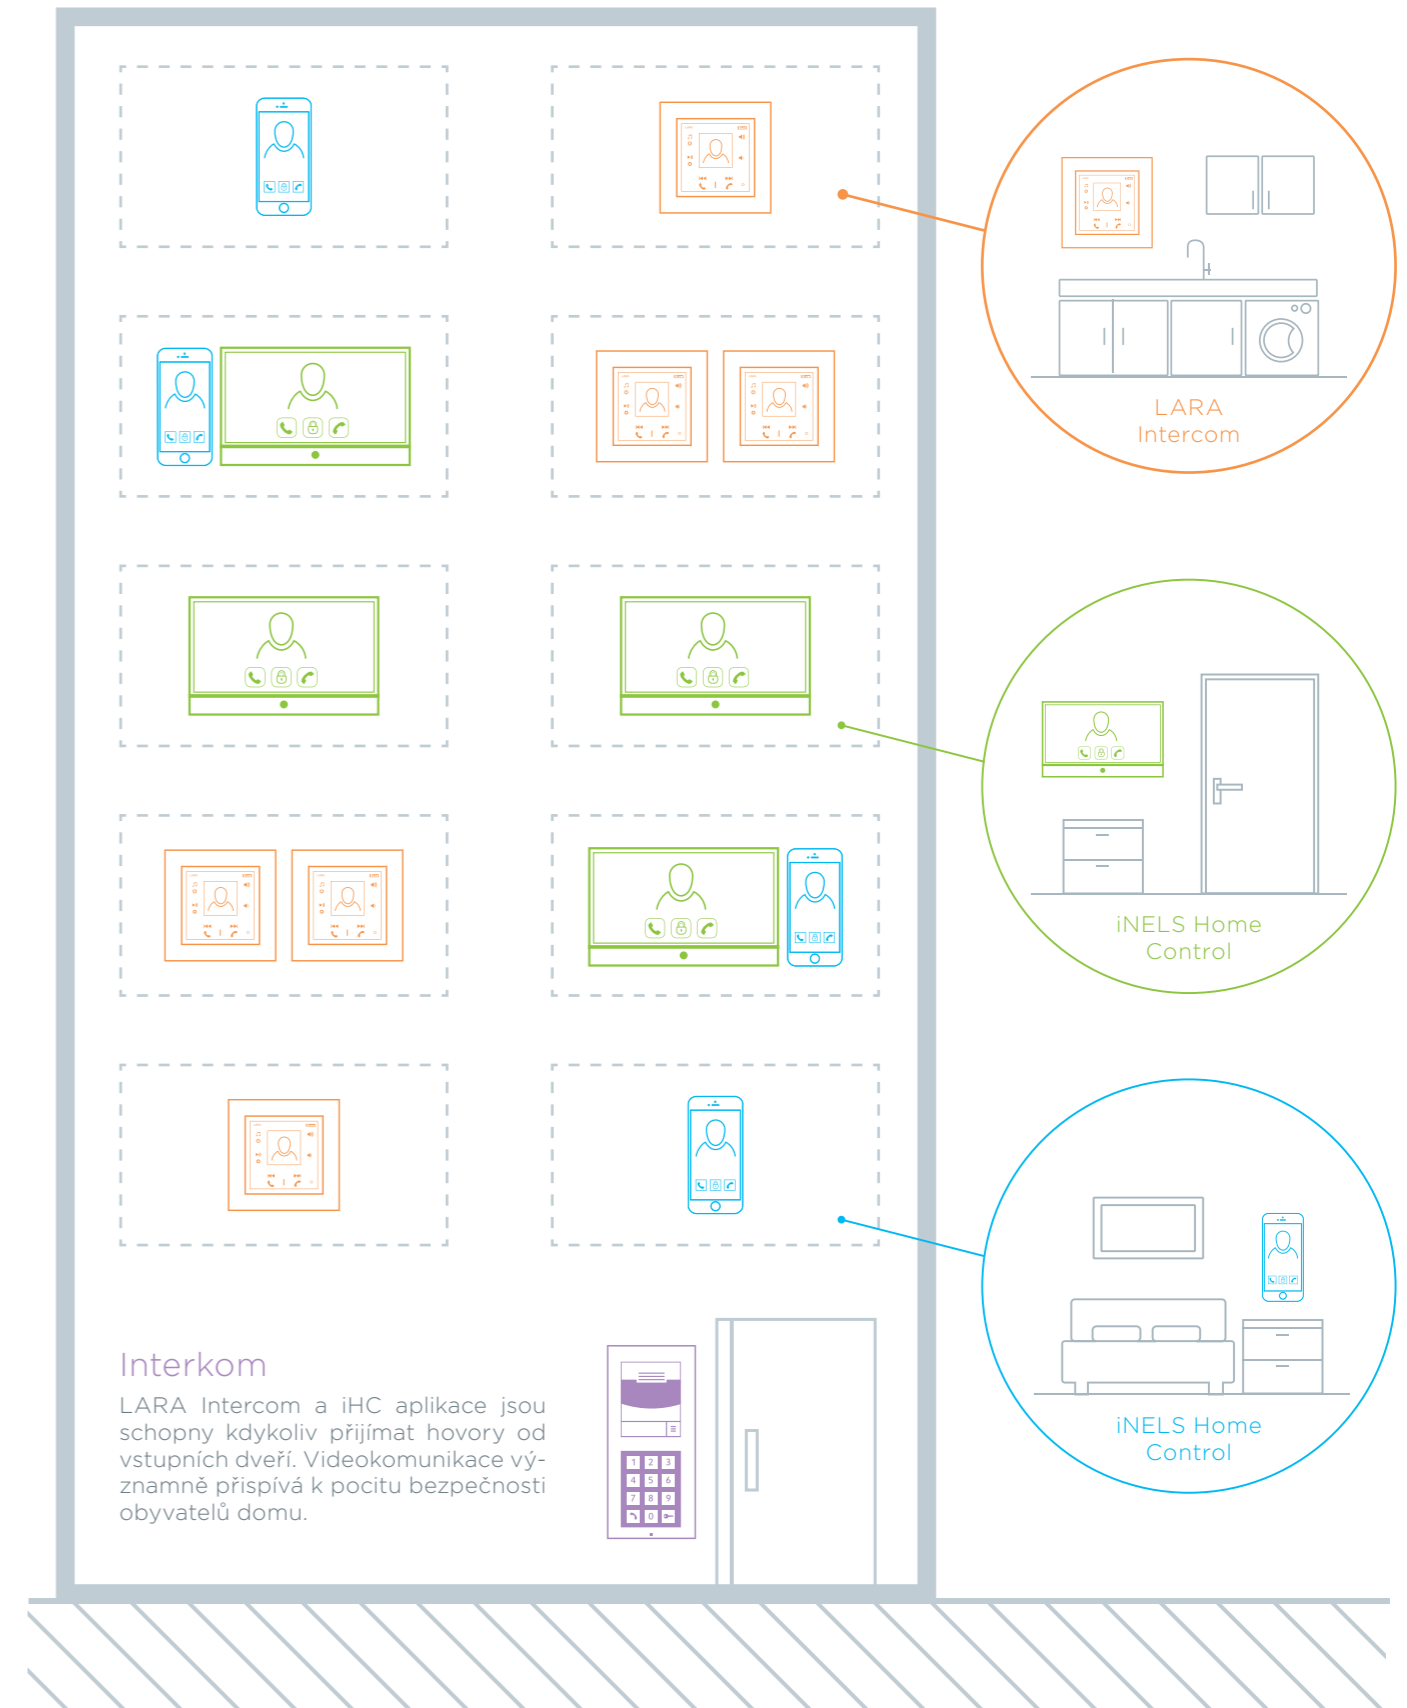 LARA
Intercom
iNELS Home
Control
iNELS Home
Control
Interkom
LARA Intercom a iHC aplikace jsou
schopny kdykoliv přijímat hovory od
vstupních dveří. Videokomunikace vý-
znamně přispívá k pocitu bezpečnosti
obyvatelů domu.
1 2 3
4 5 6
7 8 9
0